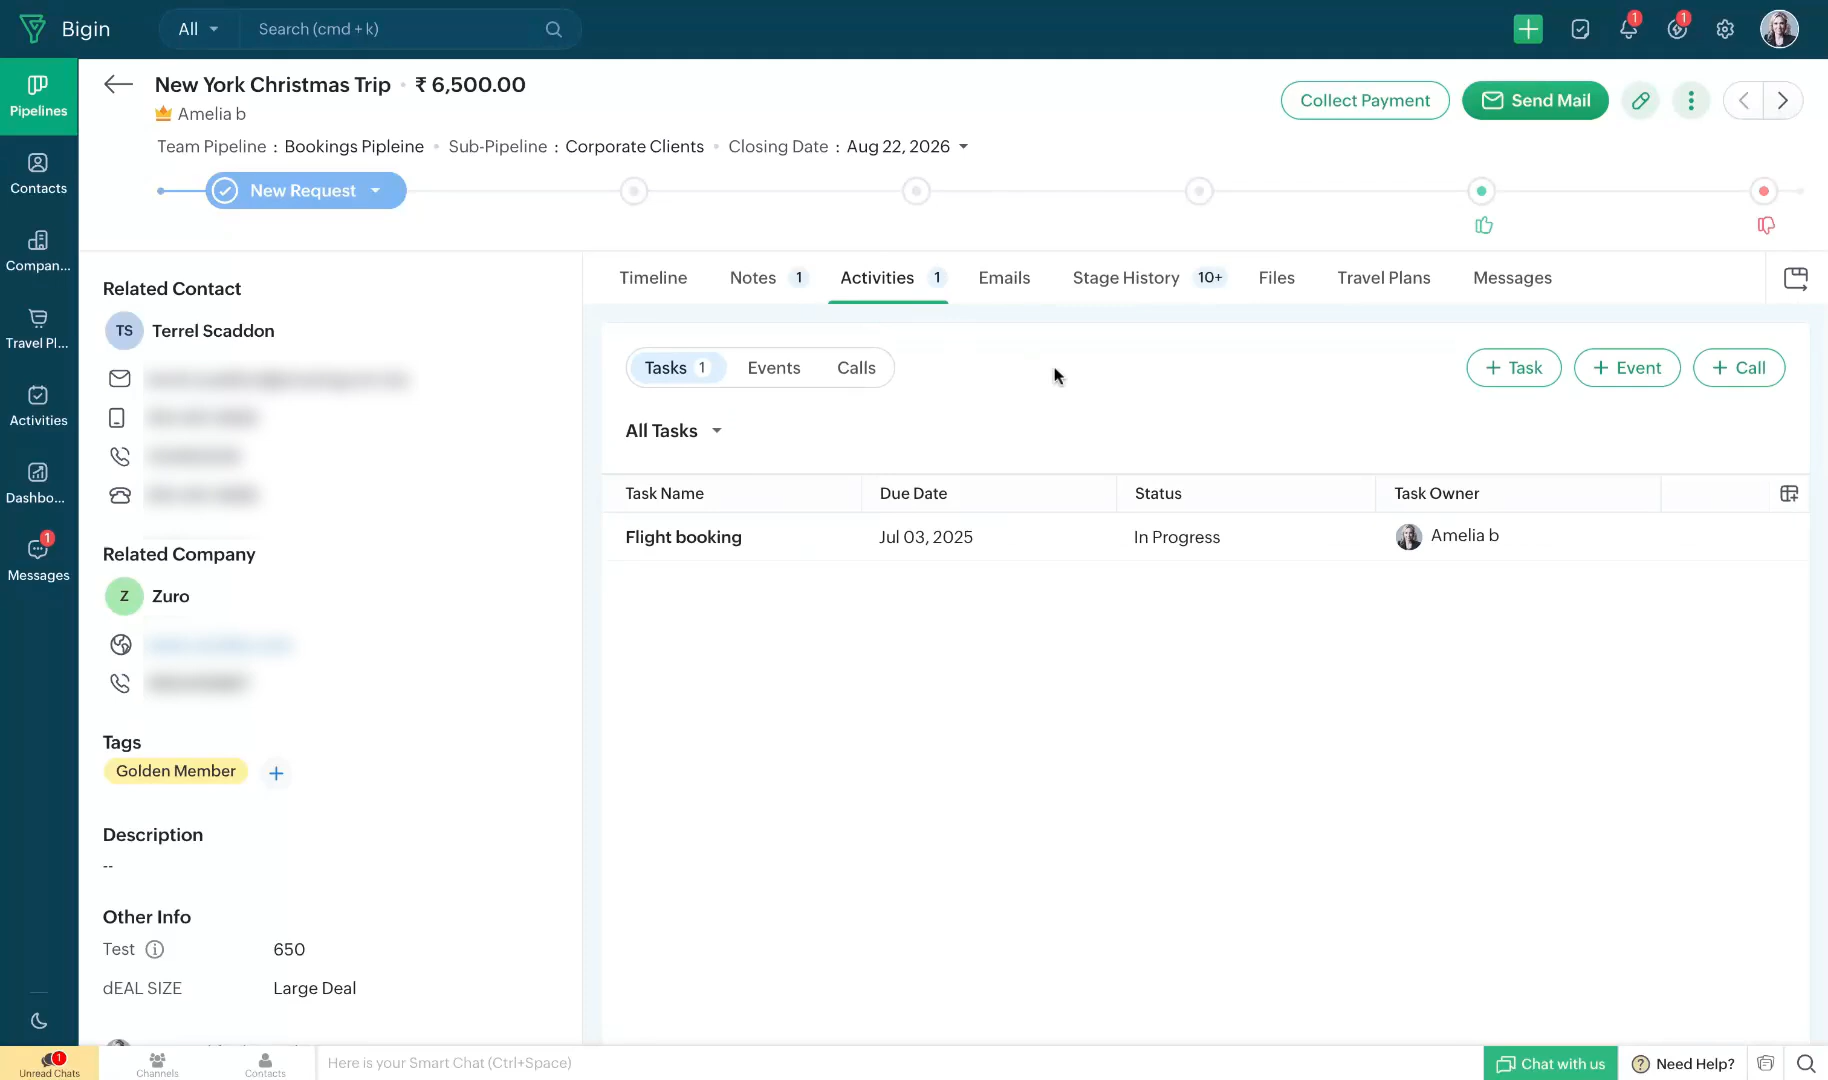 Bigin
All
Search (cmd + k)
1
1
Pipelines
Contacts
Compan...
Travel Pl...
Activities
Dashbo...
1
Messages
New York Christmas Trip • ₹ 6,500.00
Amelia b
Team Pipeline : Bookings Pipleine • Sub-Pipeline : Corporate Clients • Closing Date : Aug 22, 2026
Collect Payment
Send Mail
New Request
Related Contact
TS
Terrel Scaddon
Related Company
Z
Zuro
Tags
Golden Member
Description
--
Other Info
Test
650
dEAL SIZE
Large Deal
Timeline
Notes 1
Activities 1
Emails
Stage History 10+
Files
Travel Plans
Messages
Tasks 1
Events
Calls
+ Task
+ Event
+ Call
All Tasks
Task Name Due Date Status Task Owner
Flight booking Jul 03, 2025 In Progress Amelia b
1
Unread Chats
Channels
Contacts
Here is your Smart Chat (Ctrl+Space)
Chat with us
Need Help?